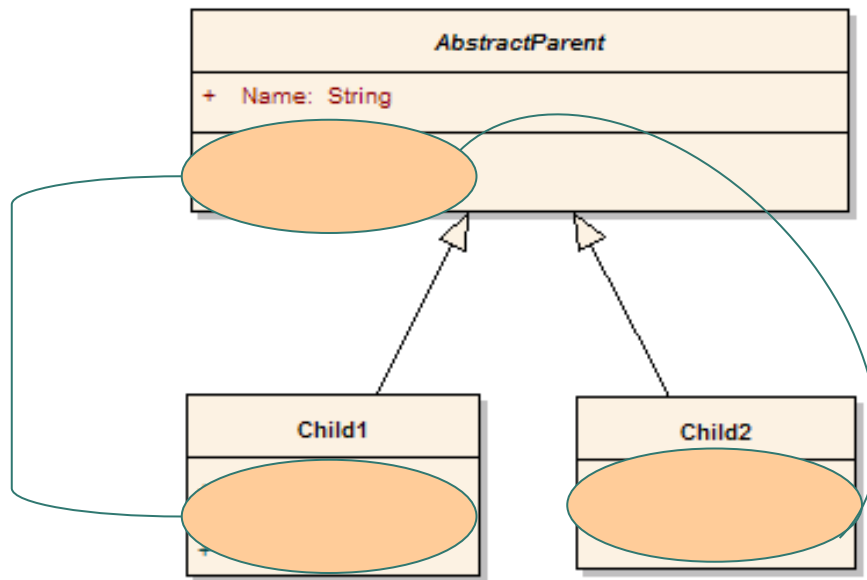 AbstractParent
+ Name: String
Child1
Child2
+